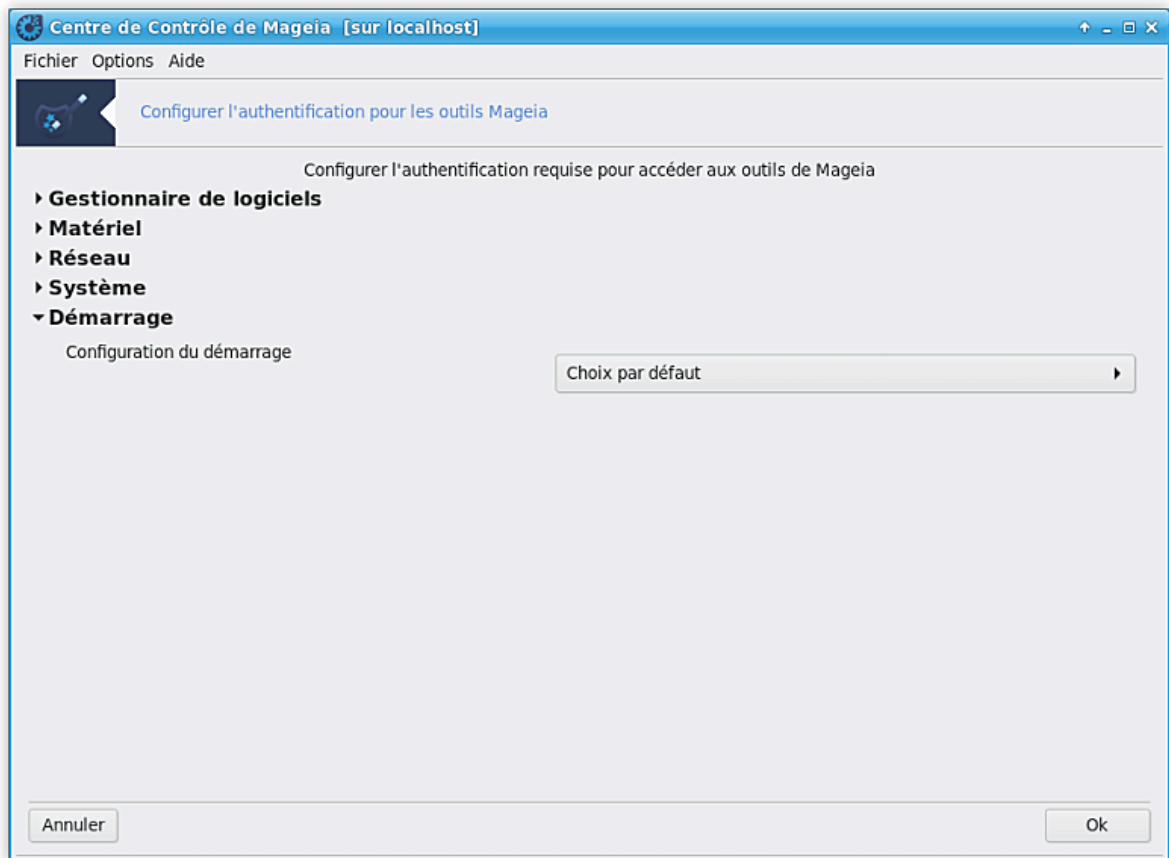 Centre de Contrôle de Mageia [sur localhost]
Fichier Options Aide
Configurer l'authentification pour les outils Mageia
Configurer l'authentification requise pour accéder aux outils de Mageia
Gestionnaire de logiciels
Matériel
Réseau
Système
Démarrage
Configuration du démarrage
Choix par défaut
Annuler Ok